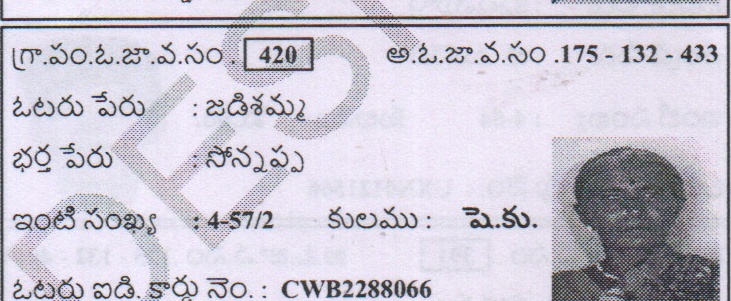 గ్రా.పం.ఓ.జా.వ.సం. 420 అ.ఓ.జా.వ.సం .175 - 132 - 433
ఓటరు పేరు : జడిశమ్మ
భర్త పేరు : సోన్నప్ప
ఇంటి సంఖ్య : 4-57/2 కులము : షె.కు.
ఓటరు ఐడి. కార్డు నెం. : CWB2288066